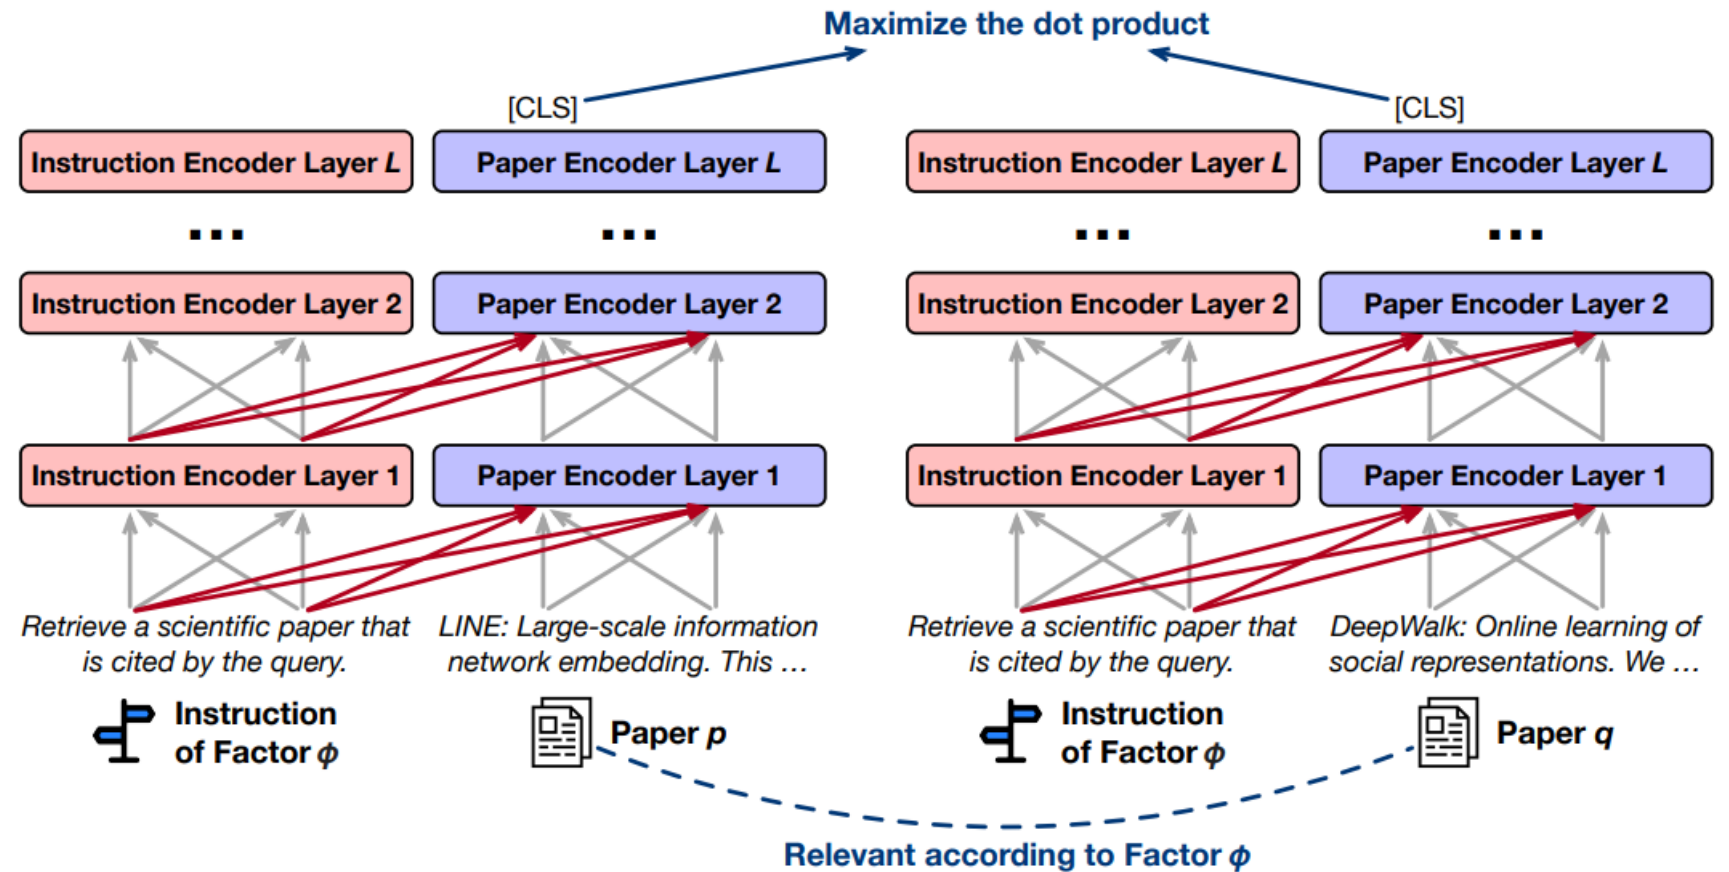 Maximize the dot product
[CLS] [CLS]
Instruction Encoder Layer L Paper Encoder Layer L Instruction Encoder Layer L Paper Encoder Layer L
... ... ... ...
Instruction Encoder Layer 2 Paper Encoder Layer 2 Instruction Encoder Layer 2 Paper Encoder Layer 2
Instruction Encoder Layer 1 Paper Encoder Layer 1 Instruction Encoder Layer 1 Paper Encoder Layer 1
Retrieve a scientific paper that
is cited by the query.
LINE: Large-scale information
network embedding. This ...
Retrieve a scientific paper that
is cited by the query.
DeepWalk: Online learning of
social representations. We ...
Instruction
of Factor ϕ
Paper p
Instruction
of Factor ϕ
Paper q
Relevant according to Factor ϕ